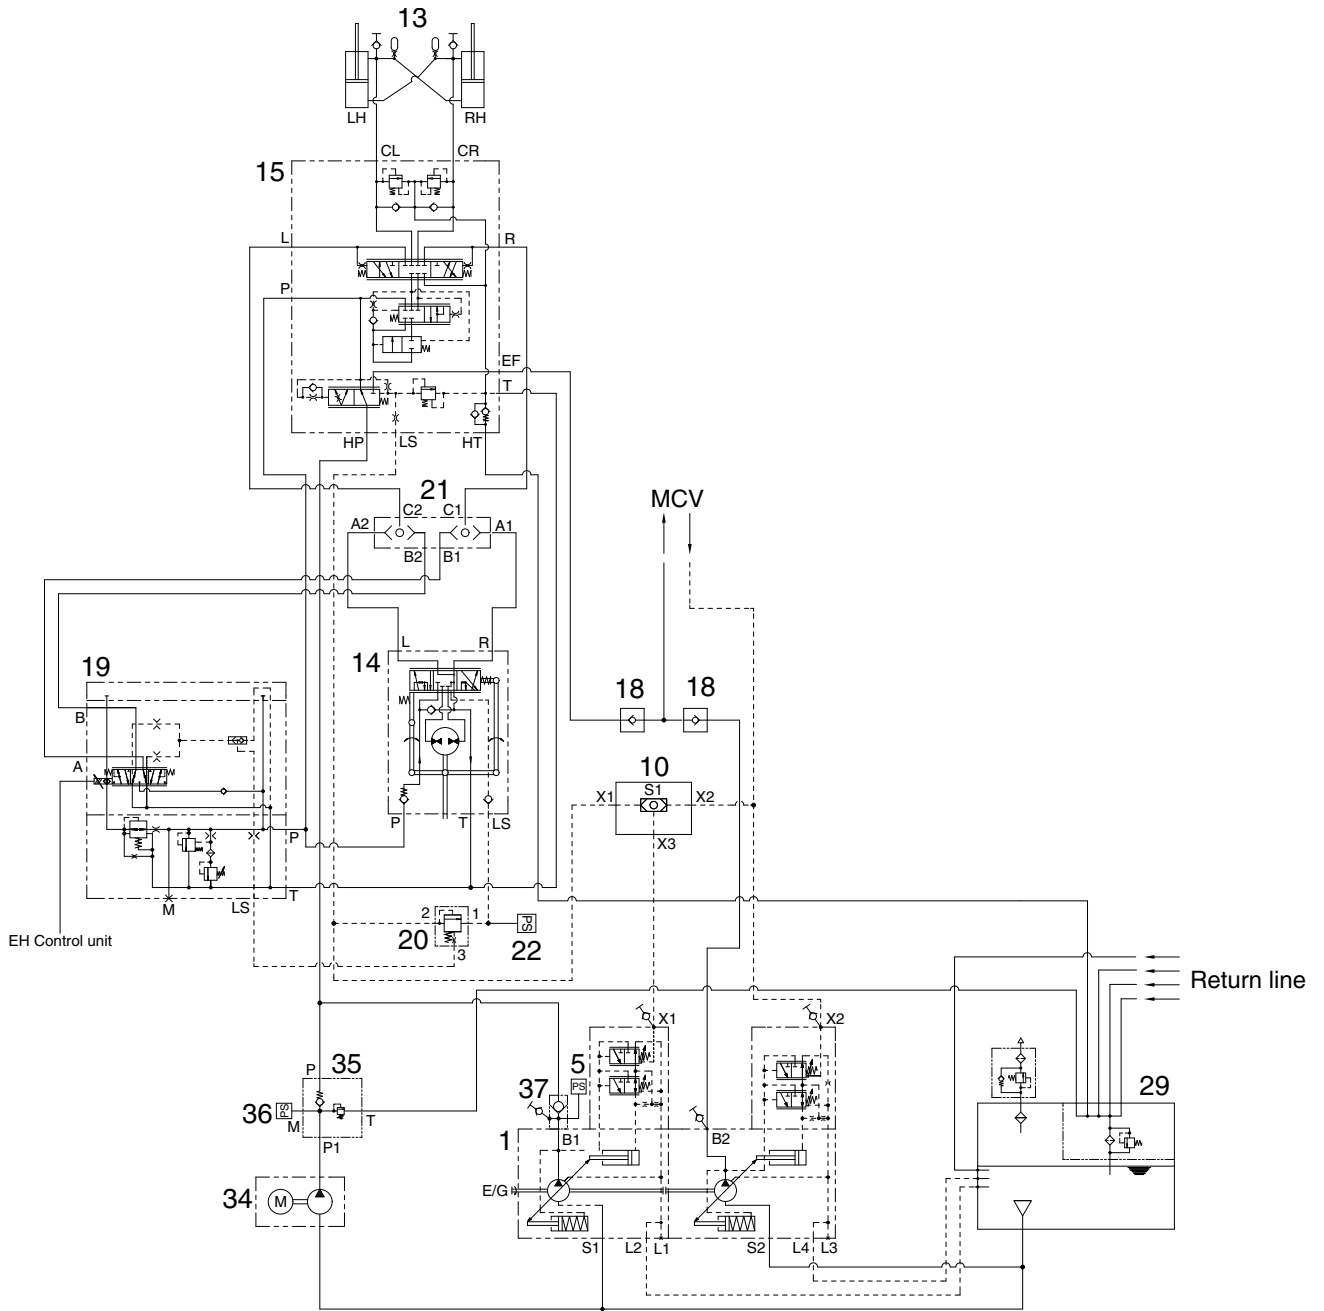 13
LH
RH
CL
CR
15
L
R
P
EF
T
HP
LS
HT
21
C2
C1
A2
A1
B2
B1
MCV
14
L
R
19
18
18
B
A
10
X1
S1
X2
X3
P
T
LS
P
T
M
LS
EH Control unit
2
1
20
3
PS
22
Return line
X1
X2
P
35
5
37
PS
29
36
PS
M
T
P1
1
B1
B2
34
M
E/G
S1
L2
L1
S2
L4
L3